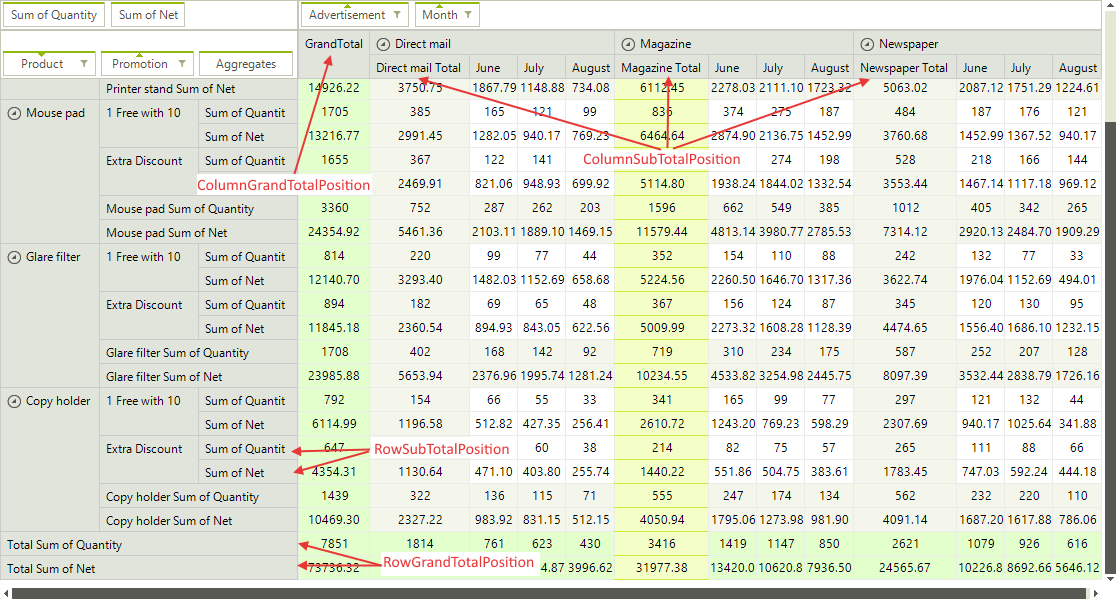 Sum of Quantity Sum of Net Advertisement Month
GrandTotal Direct mail Magazine Newspaper
Product Promotion Aggregates Direct mail Total June July August Magazine Total June July August Newspaper Total June July August
Printer stand Sum of Net 14926.22 3750.75 1867.79 1148.88 734.08 6112.45 2278.03 2111.10 1723.32 5063.02 2087.12 1751.29 1224.61
Mouse pad 1 Free with 10 Sum of Quantit 1705 385 165 121 99 836 374 275 187 484 187 176 121
Sum of Net 13216.77 2991.45 1282.05 940.17 769.23 6464.64 2874.90 2136.75 1452.99 3760.68 1452.99 1367.52 940.17
Extra Discount Sum of Quantit 1655 367 122 141 ColumnSubTotalPosition 274 198 528 218 166 144
ColumnGrandTotalPosition 2469.91 821.06 948.93 699.92 5114.80 1938.24 1844.02 1332.54 3553.44 1467.14 1117.18 969.12
Mouse pad Sum of Quantity 3360 752 287 262 203 1596 662 549 385 1012 405 342 265
Mouse pad Sum of Net 24354.92 5461.36 2103.11 1889.10 1469.15 11579.44 4813.14 3980.77 2785.53 7314.12 2920.13 2484.70 1909.29
Glare filter 1 Free with 10 Sum of Quantit 814 220 99 77 44 352 154 110 88 242 132 77 33
Sum of Net 12140.70 3293.40 1482.03 1152.69 658.68 5224.56 2260.50 1646.70 1317.36 3622.74 1976.04 1152.69 494.01
Extra Discount Sum of Quantit 894 182 69 65 48 367 156 124 87 345 120 130 95
Sum of Net 11845.18 2360.54 894.93 843.05 622.56 5009.99 2273.32 1608.28 1128.39 4474.65 1556.40 1686.10 1232.15
Glare filter Sum of Quantity 1708 402 168 142 92 719 310 234 175 587 252 207 128
Glare filter Sum of Net 23985.88 5653.94 2376.96 1995.74 1281.24 10234.55 4533.82 3254.98 2445.75 8097.39 3532.44 2838.79 1726.16
Copy holder 1 Free with 10 Sum of Quantit 792 154 66 55 33 341 165 99 77 297 121 132 44
Sum of Net 6114.99 1196.58 512.82 427.35 256.41 2610.72 1243.20 769.23 598.29 2307.69 940.17 1025.64 341.88
Extra Discount Sum of Quantit 647 RowSubTotalPosition 60 38 214 82 75 57 265 111 88 66
Sum of Net 4354.31 1130.64 471.10 403.80 255.74 1440.22 551.86 504.75 383.61 1783.45 747.03 592.24 444.18
Copy holder Sum of Quantity 1439 322 136 115 71 555 247 174 134 562 232 220 110
Copy holder Sum of Net 10469.30 2327.22 983.92 831.15 512.15 4050.94 1795.06 1273.98 981.90 4091.14 1687.20 1617.88 786.06
Total Sum of Quantity 7851 1814 761 623 430 3416 1419 1147 850 2621 1079 926 616
Total Sum of Net 73736.32 RowGrandTotalPosition 4.87 3996.62 31977.38 13420.0 10620.8 7936.50 24565.67 10226.8 8692.66 5646.12